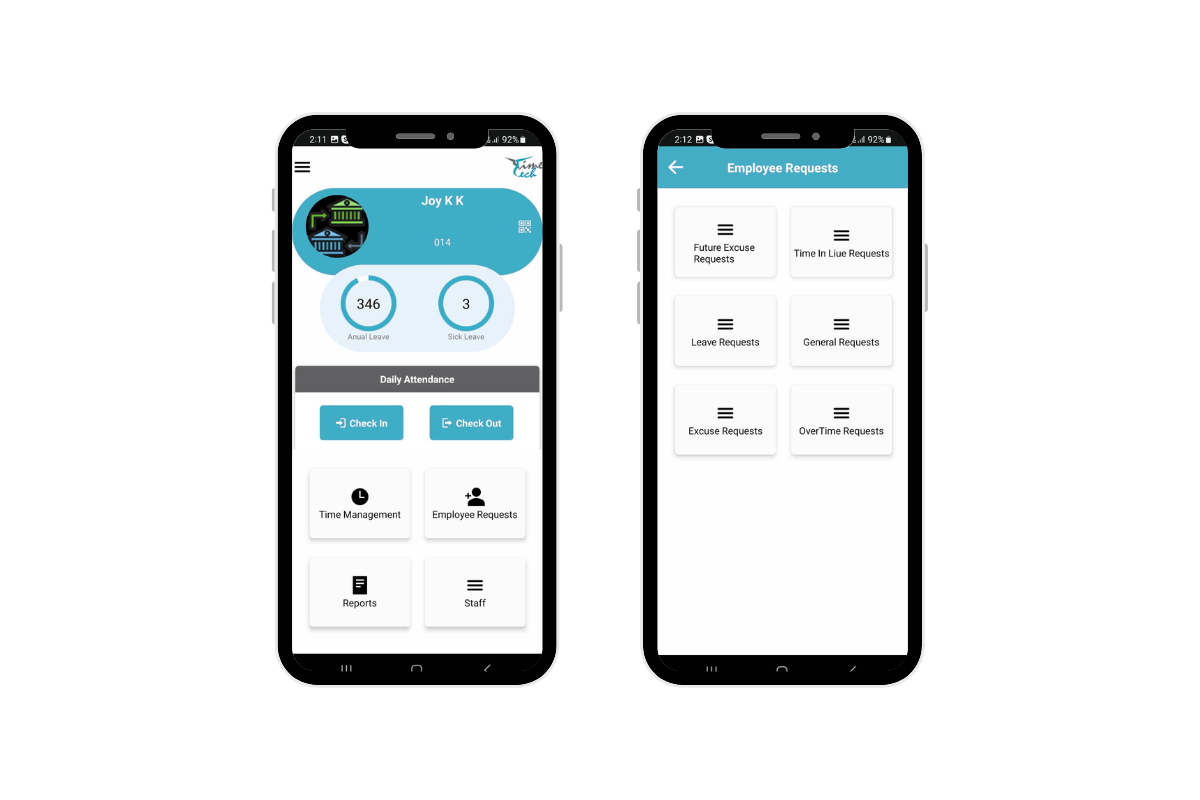 2:11
92%
Time
Tech
Joy K K
014
346
3
Anual Leave
Sick Leave
Daily Attendance
Check In
Check Out
Time Management
Employee Requests
Reports
Staff
2:12
92%
Employee Requests
Future Excuse
Requests
Time In Liue Requests
Leave Requests
General Requests
Excuse Requests
OverTime Requests